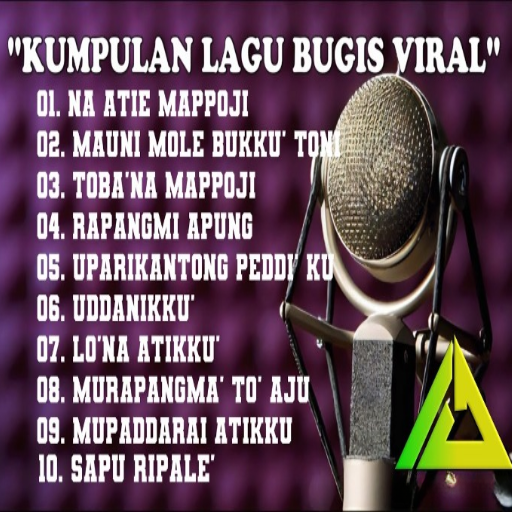 "KUMPULAN LAGU BUGIS VIRAL"
01. NA ATIE MAPPOJI
02. MAUNI MOLE BUKKU' TONI
03. TOBA'NA MAPPOJI
04. RAPANGMI APUNG
05. UPARIKANTONG PEDDI' KU
06. UDDANIKKU'
07. LO'NA ATIKKU'
08. MURAPANGMA' TO' AJU
09. MUPADDARAI ATIKKU
10. SAPU RIPALE'